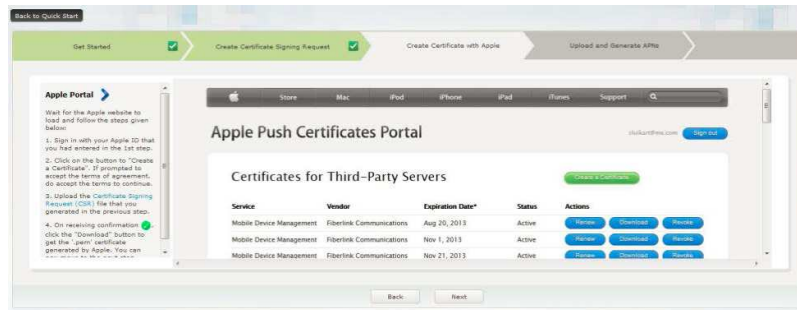 Back to Quick Start
Get Started
Create Certificate Signing Request
Create Certificate with Apple
Upload and Generate APNs
Apple Portal
Wait for the Apple website to
load and follow the steps given
below:
1. Sign in with your Apple ID that
you had entered in the 1st step.
2. Click on the button to "Create
a Certificate". If prompted to
accept the terms of agreement,
do accept the terms to continue.
3. Upload the Certificate Signing
Request (CSR) file that you
generated in the previous step.
4. On receiving confirmation ,
click the "Download" button to
get the '.pem' certificate
generated by Apple. You can
Store Mac iPod iPhone iPad iTunes Support
Apple Push Certificates Portal
Sign out
Certificates for Third-Party Servers
Create a Certificate
Service Vendor Expiration Date* Status Actions
Mobile Device Management Fiberlink Communications Aug 20, 2013 Active Renew Download Revoke
Mobile Device Management Fiberlink Communications Nov 1, 2013 Active Renew Download Revoke
Mobile Device Management Fiberlink Communications Nov 21, 2013 Active Renew Download Revoke
Back Next